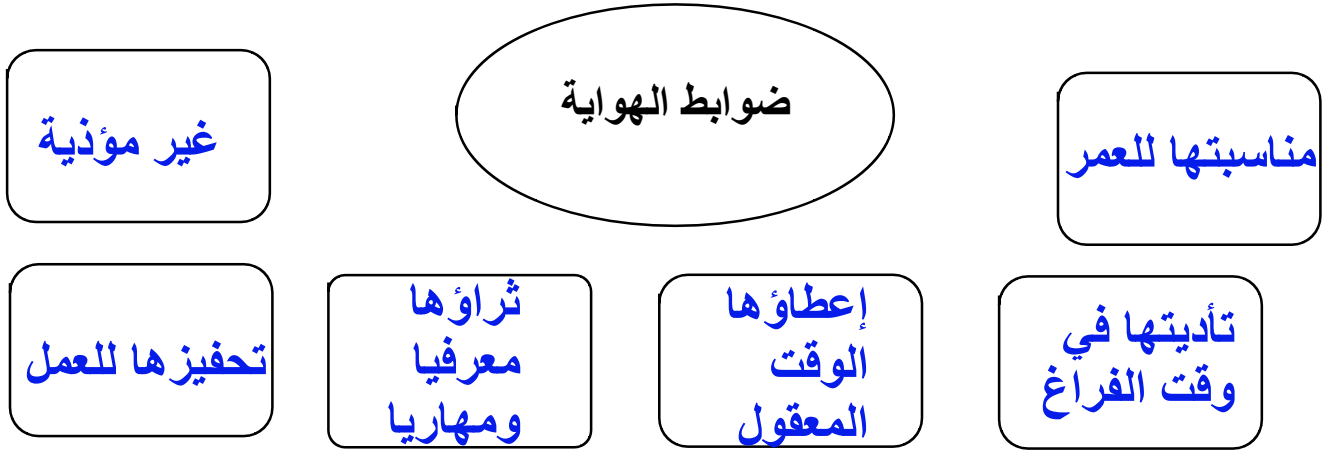 ضوابط الهواية
مناسبتها للعمر
غير مؤذية
تأديتها في
وقت الفراغ
إعطاؤها
الوقت
المعقول
ثراؤها
معرفيا
ومهاريا
تحفيزها للعمل